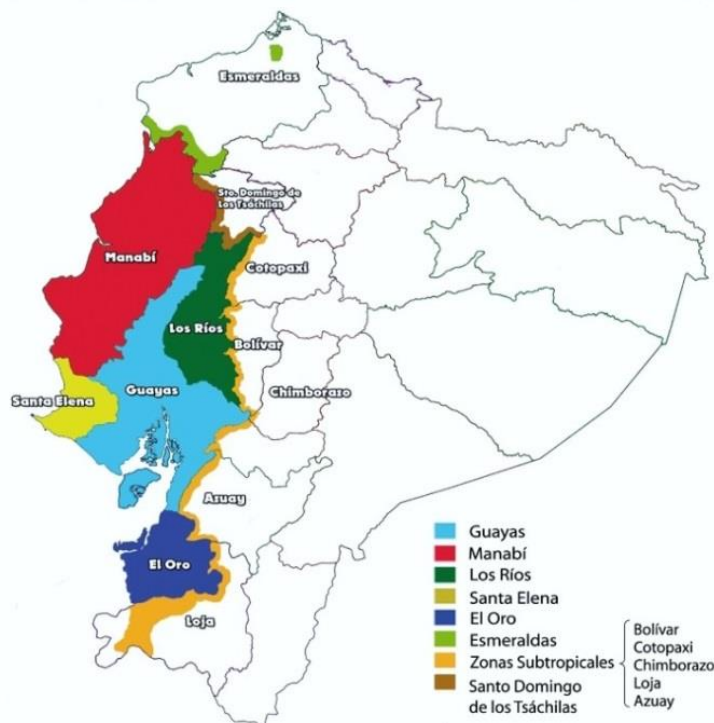 Esmeraldas
Sto. Domingo de
Los Tsáchilas
Manabí
Cotopaxi
Los Ríos
Bolívar
Santa Elena
Guayas
Chimborazo
Azuay
El Oro
Loja
Guayas
Manabí
Los Ríos
Santa Elena
El Oro
Esmeraldas
Zonas Subtropicales
Santo Domingo
de los Tsáchilas
Bolívar
Cotopaxi
Chimborazo
Loja
Azuay